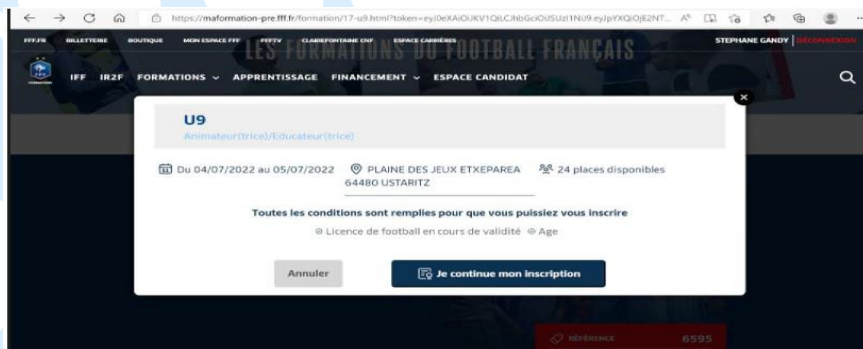 https://maformation-pre.fff.fr/formation/17-u9.html?token=
FFF.FR BILLETTERIE BOUTIQUE MON ESPACE FFF FFFTV CLAIREFONTAINE CNF ESPACE CARRIÈRES STEPHANE GANDY DÉCONNEXION
LES FORMATIONS DU FOOTBALL FRANÇAIS
IFF IR2F FORMATIONS APPRENTISSAGE FINANCEMENT ESPACE CANDIDAT
U9
Animateur(trice)/Educateur(trice)
Du 04/07/2022 au 05/07/2022 PLAINE DES JEUX ETXEPAREA 24 places disponibles
64480 USTARITZ
Toutes les conditions sont remplies pour que vous puissiez vous inscrire
Licence de football en cours de validité Age
Annuler Je continue mon inscription
RÉFÉRENCE 6595